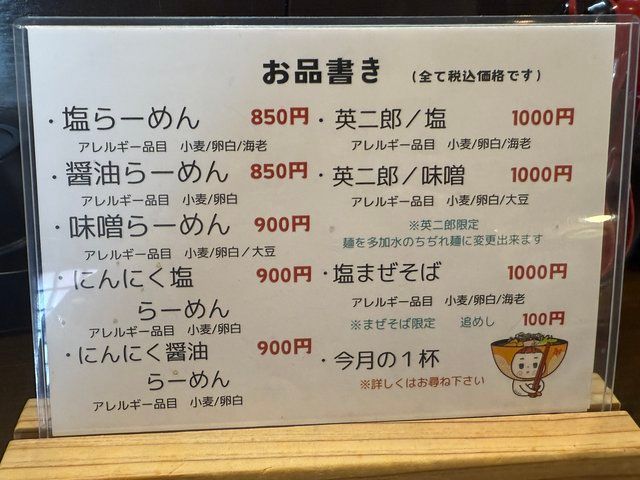 お品書き (全て税込価格です)
・塩らーめん 850円
アレルギー品目 小麦/卵白/海老
・醤油らーめん 850円
アレルギー品目 小麦/卵白
・味噌らーめん 900円
アレルギー品目 小麦/卵白/大豆
・にんにく塩 900円
らーめん
アレルギー品目 小麦/卵白
・にんにく醤油 900円
らーめん
アレルギー品目 小麦/卵白
・英二郎/塩 1000円
アレルギー品目 小麦/卵白/海老
・英二郎/味噌 1000円
アレルギー品目 小麦/卵白/大豆
※英二郎限定
麺を多加水のちぢれ麺に変更出来ます
・塩まぜそば 1000円
アレルギー品目 小麦/卵白/海老
※まぜそば限定 追めし 100円
・今月の1杯
※詳しくはお尋ね下さい